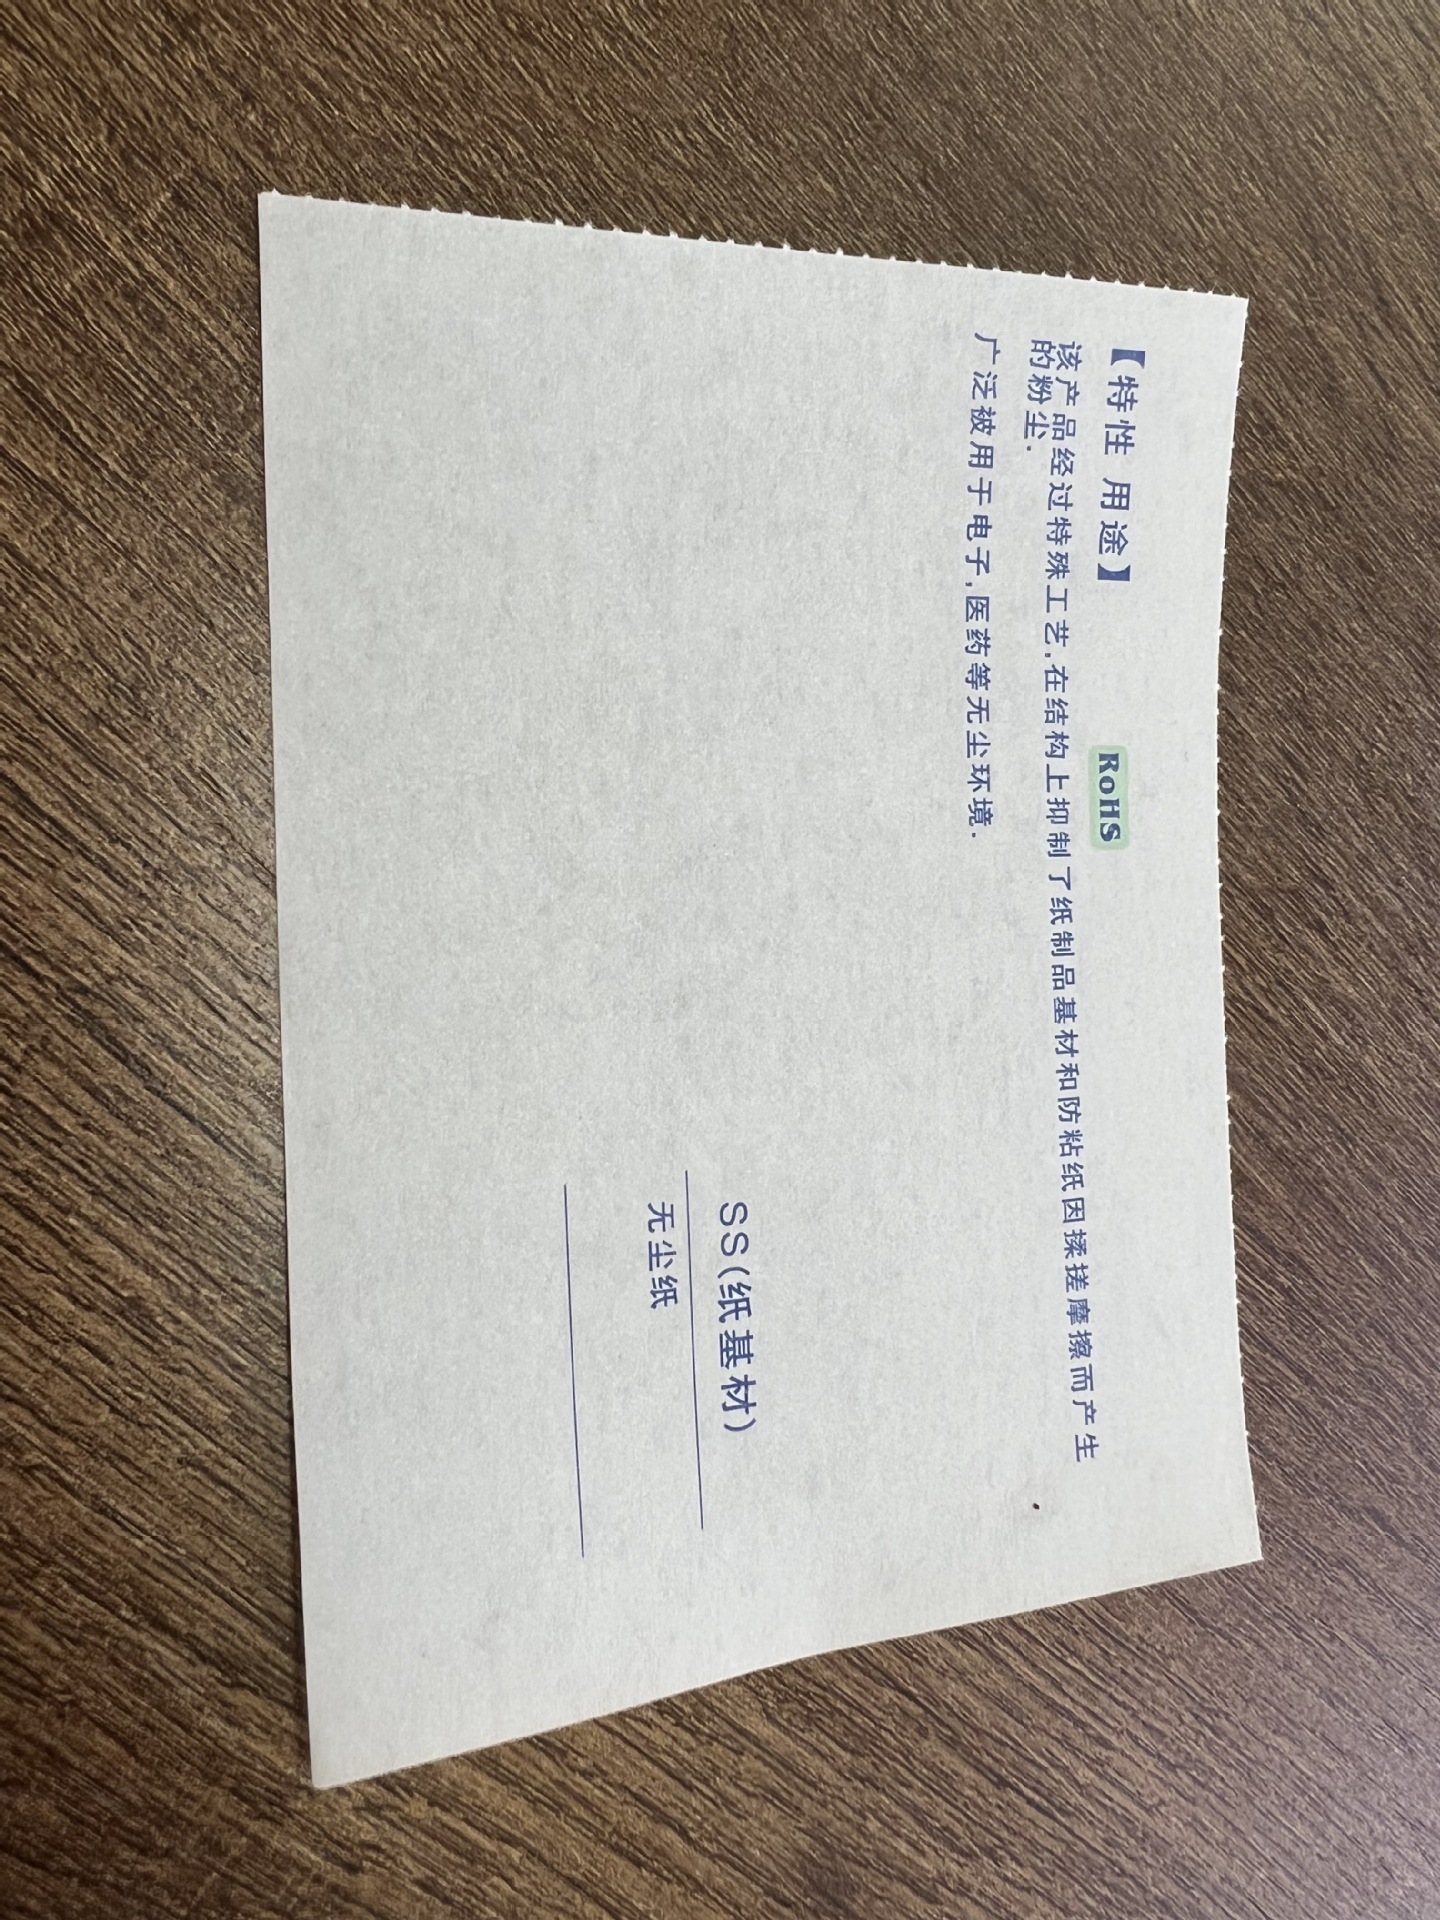 【特性 用途】
RoHS
该产品经过特殊工艺,在结构上抑制了纸制品基材和防粘纸因揉搓摩擦而产生
的粉尘.
广泛被用于电子,医药等无尘环境.
SS(纸基材)
无尘纸